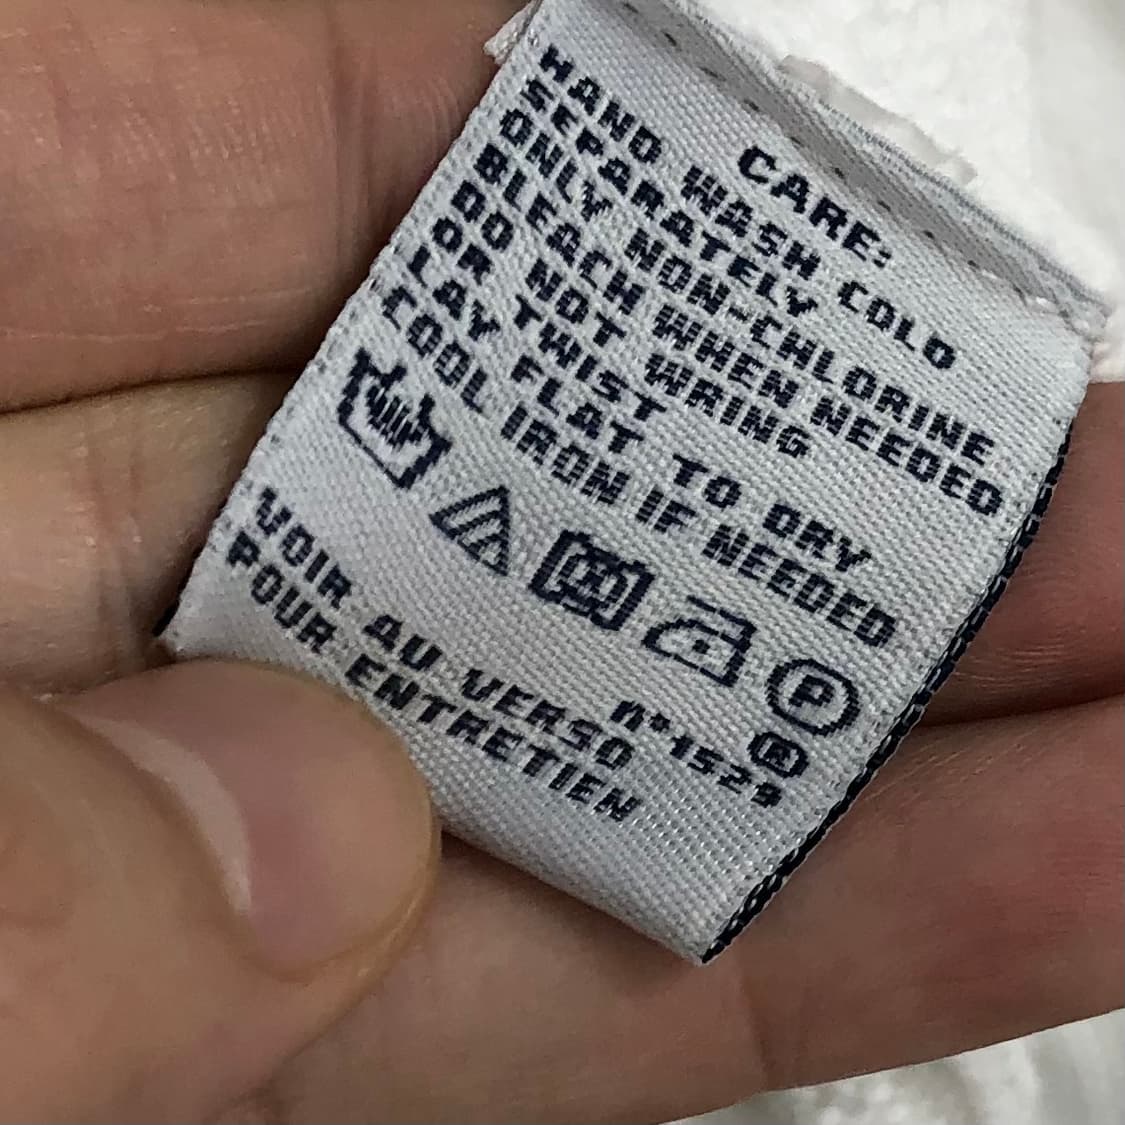 CARE:
HAND WASH COLD
SEPARATELY
ONLY NON-CHLORINE
BLEACH WHEN NEEDED
DO NOT WRING
OR TWIST
LAY FLAT TO DRY
COOL IRON IF NEEDED
P
®
n°1529
VOIR AU VERSO
POUR ENTRETIEN